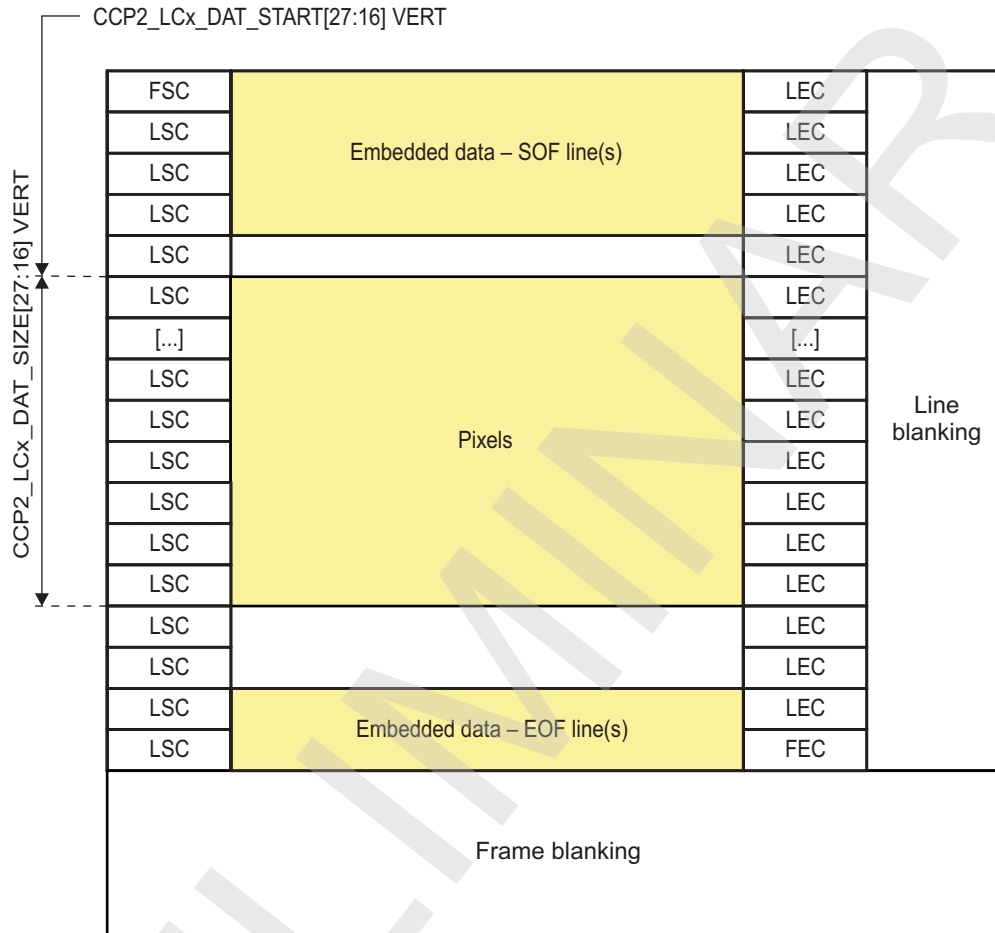 CCP2_LCx_DAT_START[27:16] VERT
CCP2_LCx_DAT_SIZE[27:16] VERT
FSC LEC
LSC Embedded data – SOF line(s) LEC
LSC LEC
LSC LEC
LSC LEC
LSC LEC
[...] [...]
LSC LEC
LSC Pixels LEC
LSC LEC
LSC LEC
LSC LEC
LSC LEC
LSC LEC
LSC LEC
LSC Embedded data – EOF line(s) LEC
LSC FEC
Line
blanking
Frame blanking